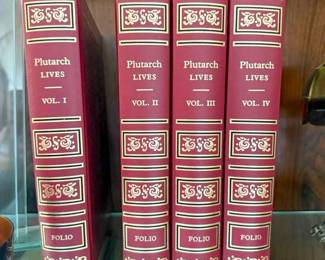 Plutarch
LIVES
VOL. I
FOLIO
Plutarch
LIVES
VOL. II
FOLIO
Plutarch
LIVES
VOL. III
FOLIO
Plutarch
LIVES
VOL. IV
FOLIO